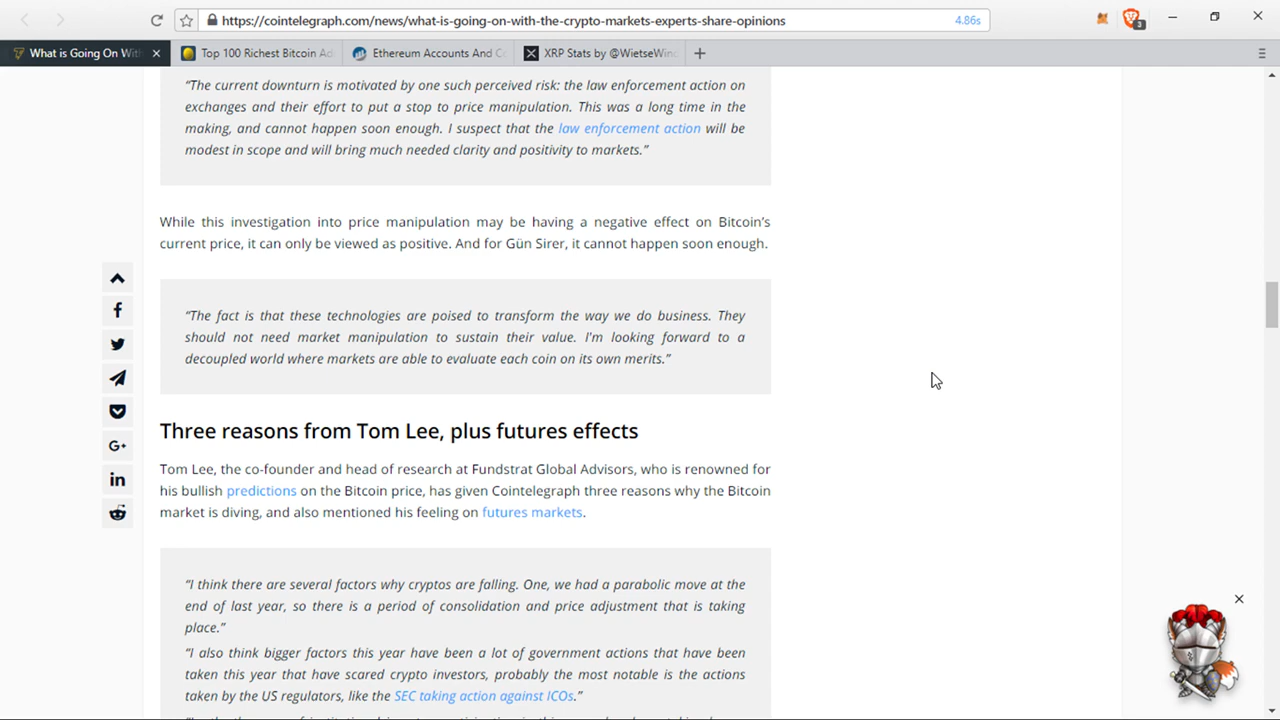 https://cointelegraph.com/news/what-is-going-on-with-the-crypto-markets-experts-share-opinions
4.86s
3
What is Going On Wit
Top 100 Richest Bitcoin Ad
Ethereum Accounts And C
XRP Stats by @WietseWin
“The current downturn is motivated by one such perceived risk: the law enforcement action on
exchanges and their effort to put a stop to price manipulation. This was a long time in the
making, and cannot happen soon enough. I suspect that the law enforcement action will be
modest in scope and will bring much needed clarity and positivity to markets.”
While this investigation into price manipulation may be having a negative effect on Bitcoin’s
current price, it can only be viewed as positive. And for Gün Sirer, it cannot happen soon enough.
“The fact is that these technologies are poised to transform the way we do business. They
should not need market manipulation to sustain their value. I'm looking forward to a
decoupled world where markets are able to evaluate each coin on its own merits.”
Three reasons from Tom Lee, plus futures effects
Tom Lee, the co-founder and head of research at Fundstrat Global Advisors, who is renowned for
his bullish predictions on the Bitcoin price, has given Cointelegraph three reasons why the Bitcoin
market is diving, and also mentioned his feeling on futures markets.
“I think there are several factors why cryptos are falling. One, we had a parabolic move at the
end of last year, so there is a period of consolidation and price adjustment that is taking
place.”
“I also think bigger factors this year have been a lot of government actions that have been
taken this year that have scared crypto investors, probably the most notable is the actions
taken by the US regulators, like the SEC taking action against ICOs.”